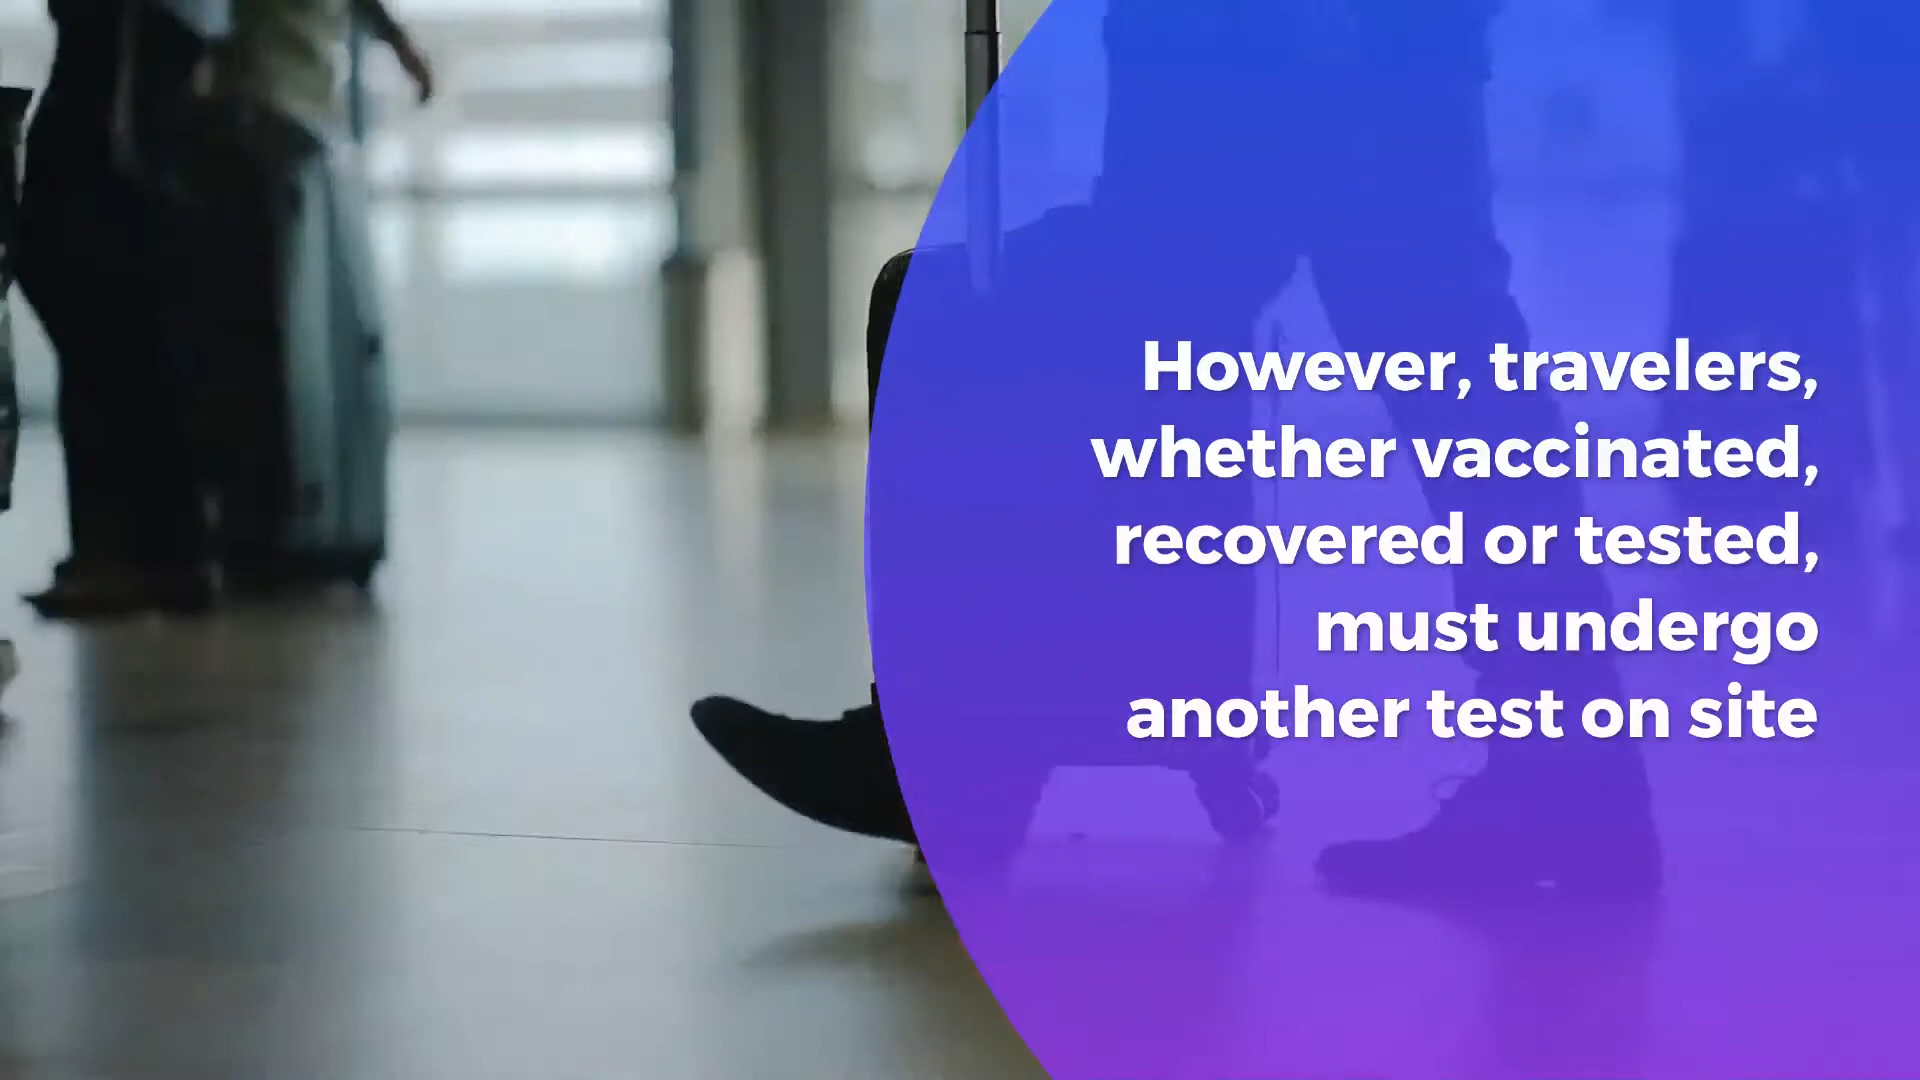 However, travelers,
whether vaccinated,
recovered or tested,
must undergo
another test on site